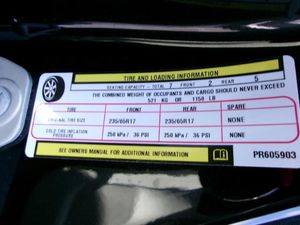 TIRE AND LOADING INFORMATION
SEATING CAPACITY - TOTAL 7 FRONT 2 REAR 5
THE COMBINED WEIGHT OF OCCUPANTS AND CARGO SHOULD NEVER EXCEED
521 KG OR 1150 LB
TIRE FRONT REAR SPARE
ORIGINAL TIRE SIZE 235/65R17 235/65R17 NONE
COLD TIRE INFLATION PRESSURE 250 kPa / 36 PSI 250 kPa / 36 PSI NONE
SEE OWNERS MANUAL FOR ADDITIONAL INFORMATION PR605903